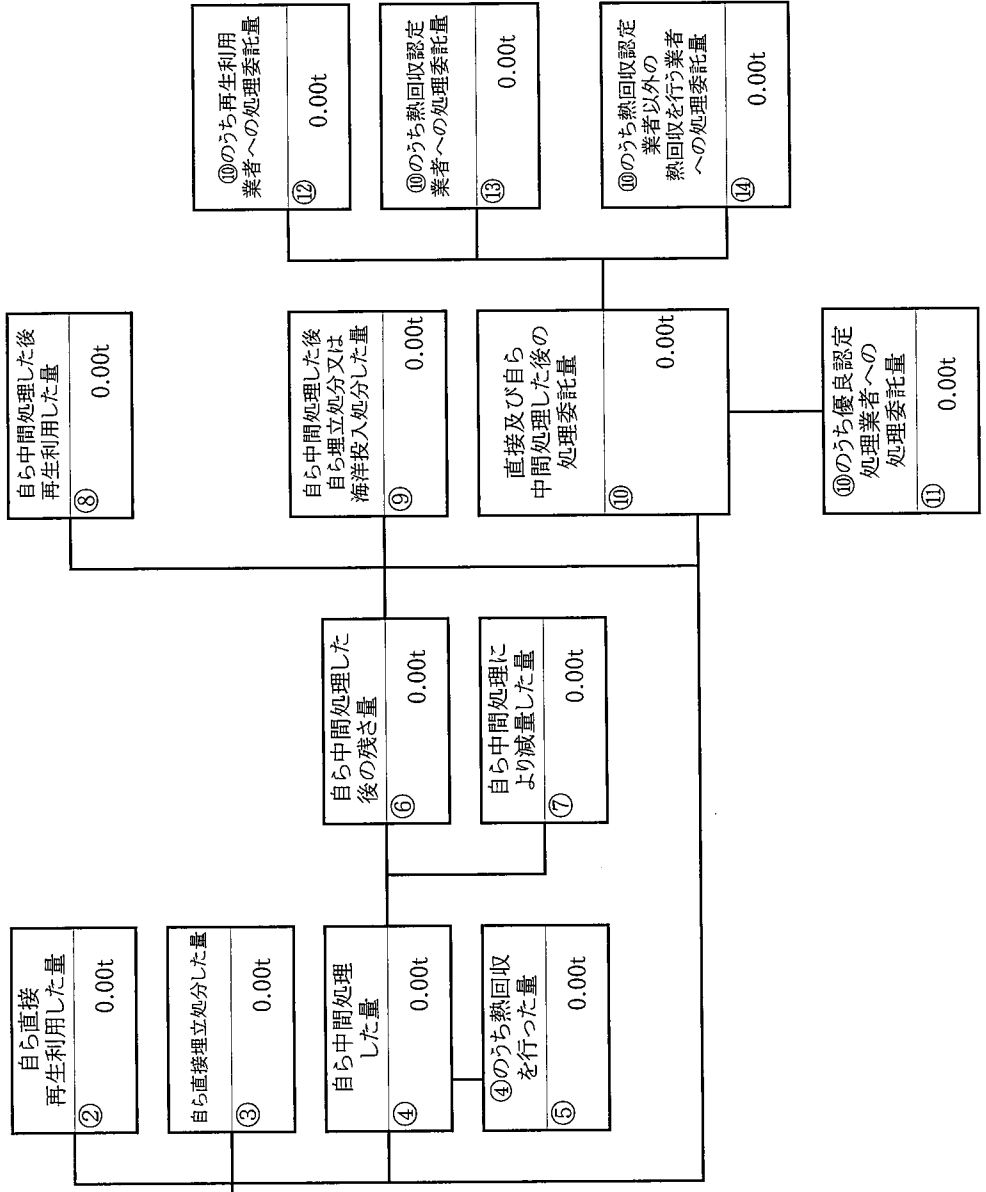 自ら直接
再生利用した量
②
0.00t
自ら直接埋立処分した量
③
0.00t
自ら中間処理
した量
④
0.00t
④のうち熱回収
を行った量
⑤
0.00t
自ら中間処理した
後の残さ量
⑥
0.00t
自ら中間処理に
より減量した量
⑦
0.00t
自ら中間処理した後
再生利用した量
⑧
0.00t
自ら中間処理した後
自ら埋立処分又は
海洋投入処分した量
⑨
0.00t
直接及び自ら
中間処理した後の
処理委託量
⑩
0.00t
⑩のうち優良認定
処理業者への
処理委託量
⑪
0.00t
⑩のうち再生利用
業者への処理委託量
⑫
0.00t
⑩のうち熱回収認定
業者への処理委託量
⑬
0.00t
⑩のうち熱回収認定
業者以外の
熱回収を行う業者
への処理委託量
⑭
0.00t